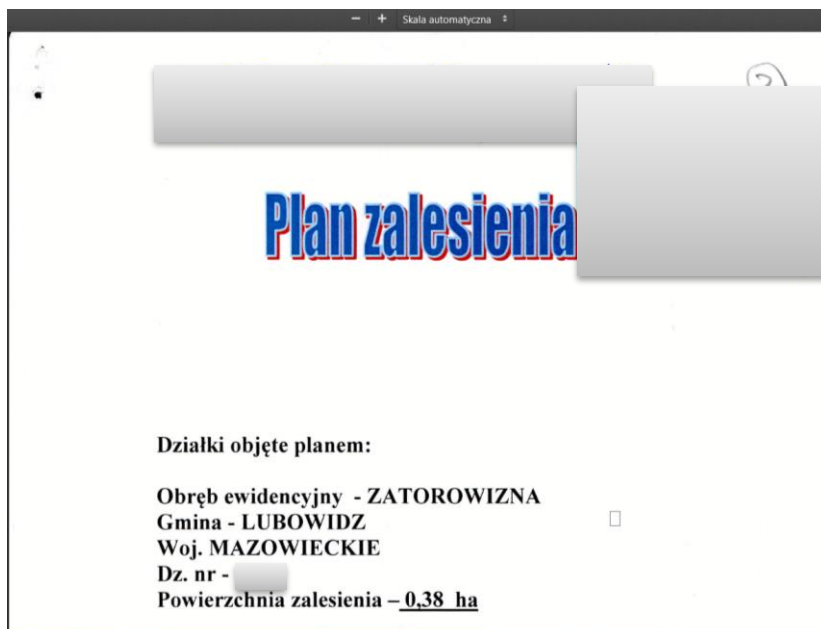 Skala automatyczna
Plan zalesienia
Działki objęte planem:
Obręb ewidencyjny - ZATOROWIZNA
Gmina - LUBOWIDZ
Woj. MAZOWIECKIE
Dz. nr -
Powierzchnia zalesienia – 0,38 ha